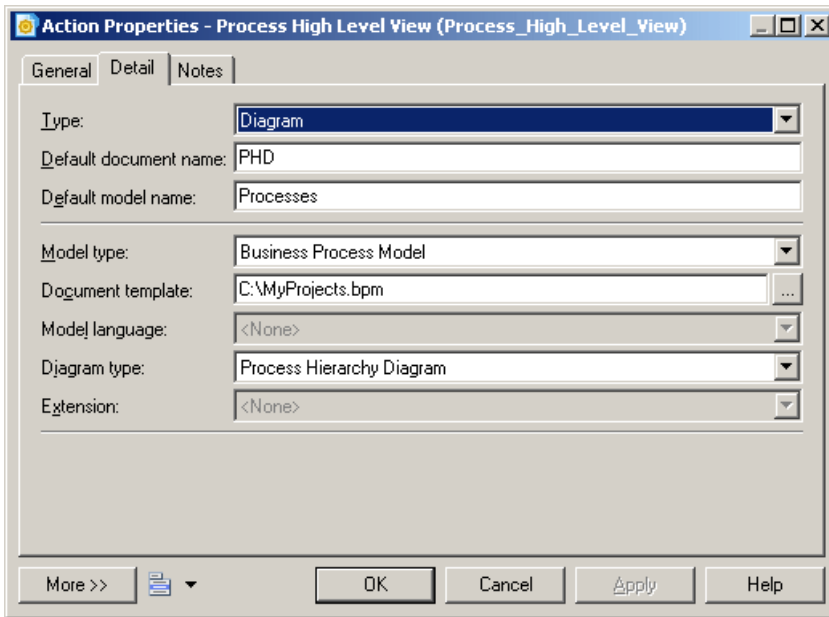 Action Properties - Process High Level View (Process_High_Level_View)
General Detail Notes
Type: Diagram
Default document name: PHD
Default model name: Processes
Model type: Business Process Model
Document template: C:\MyProjects.bpm ...
Model language: <None>
Diagram type: Process Hierarchy Diagram
Extension: <None>
More >> OK Cancel Apply Help